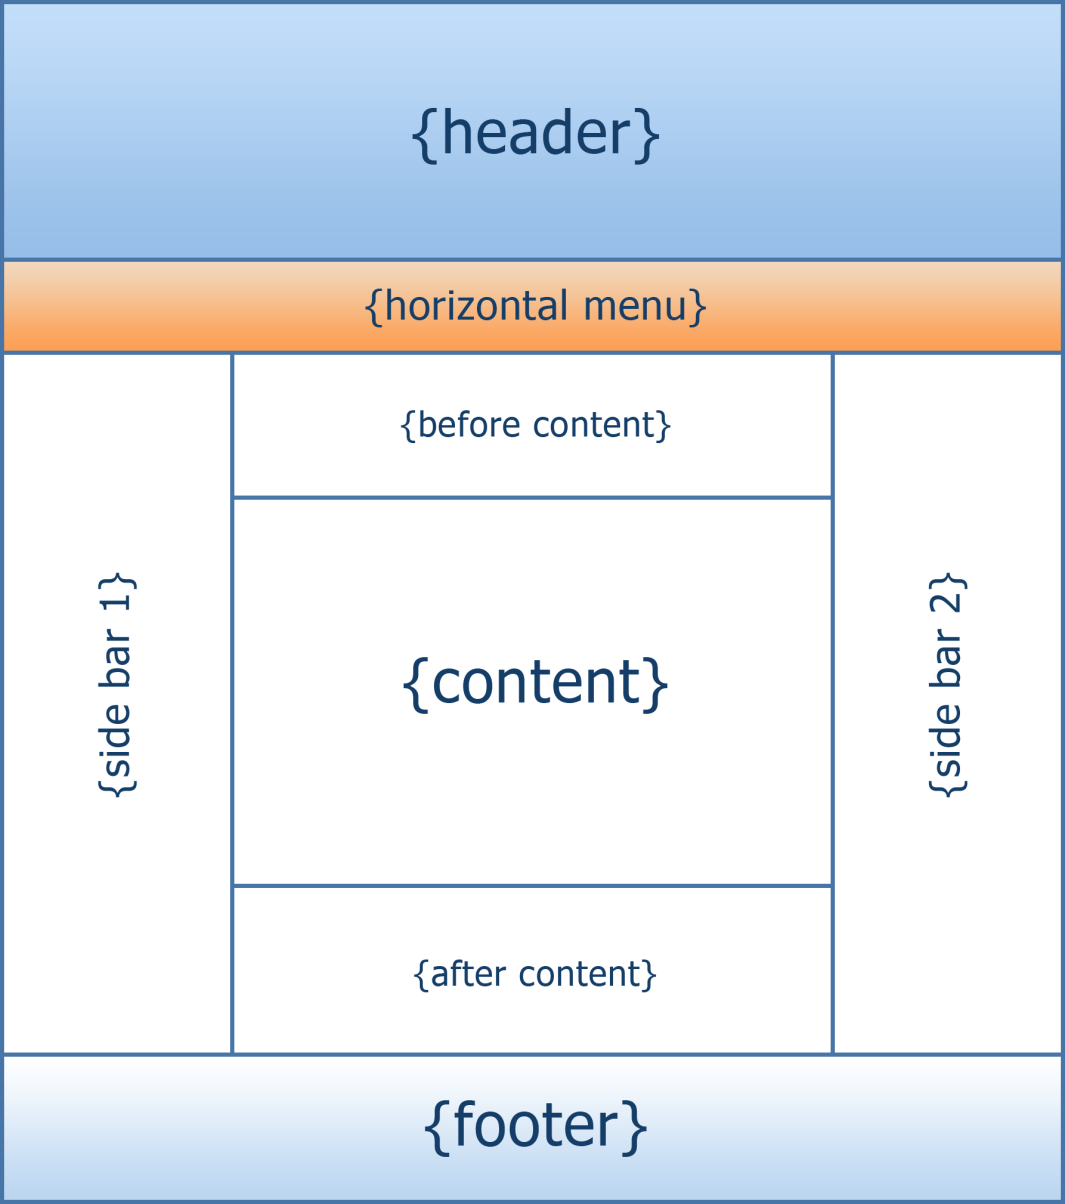 {header}
{horizontal menu}
{before content}
{side bar 1}
{content}
{side bar 2}
{after content}
{footer}